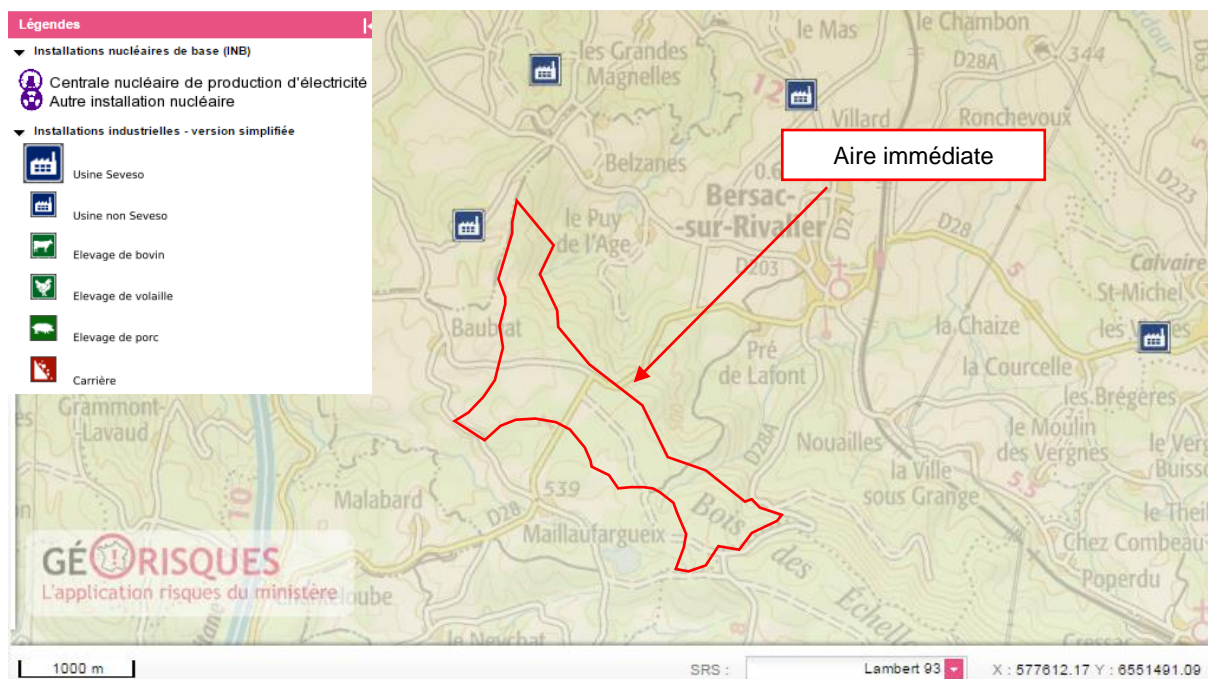 Légendes
Installations nucléaires de base (INB)
Centrale nucléaire de production d'électricité
Autre installation nucléaire
Installations industrielles - version simplifiée
Usine Seveso
Usine non Seveso
Elevage de bovin
Elevage de volaille
Elevage de porc
Carrière
le Mas
le Chambon
les Grandes
Magnelles
D28A
344
12
Villard
Ronchevoux
Aire immédiate
Belzanes
D223
Bersac-
-sur-Rivalier
le Puy
de l'Age
D28
D203
Calvaire
St-Michel
Baubiat
la Chaize
Pré
de Lafont
la Courcelle
les Brégères
Grammont-
Lavaud
le Moulin
des Vergnes
Nouailles
la Ville
sous Grange
D28A
10
Malabard
539
D28
Maillaufargueix
Bois
des
Échelles
Chez Combeau
Poperdu
GÉORISQUES
L'application risques du ministère
le Neychat
Cressac
1000 m
SRS :
Lambert 93
X : 577612.17 Y : 6551491.09